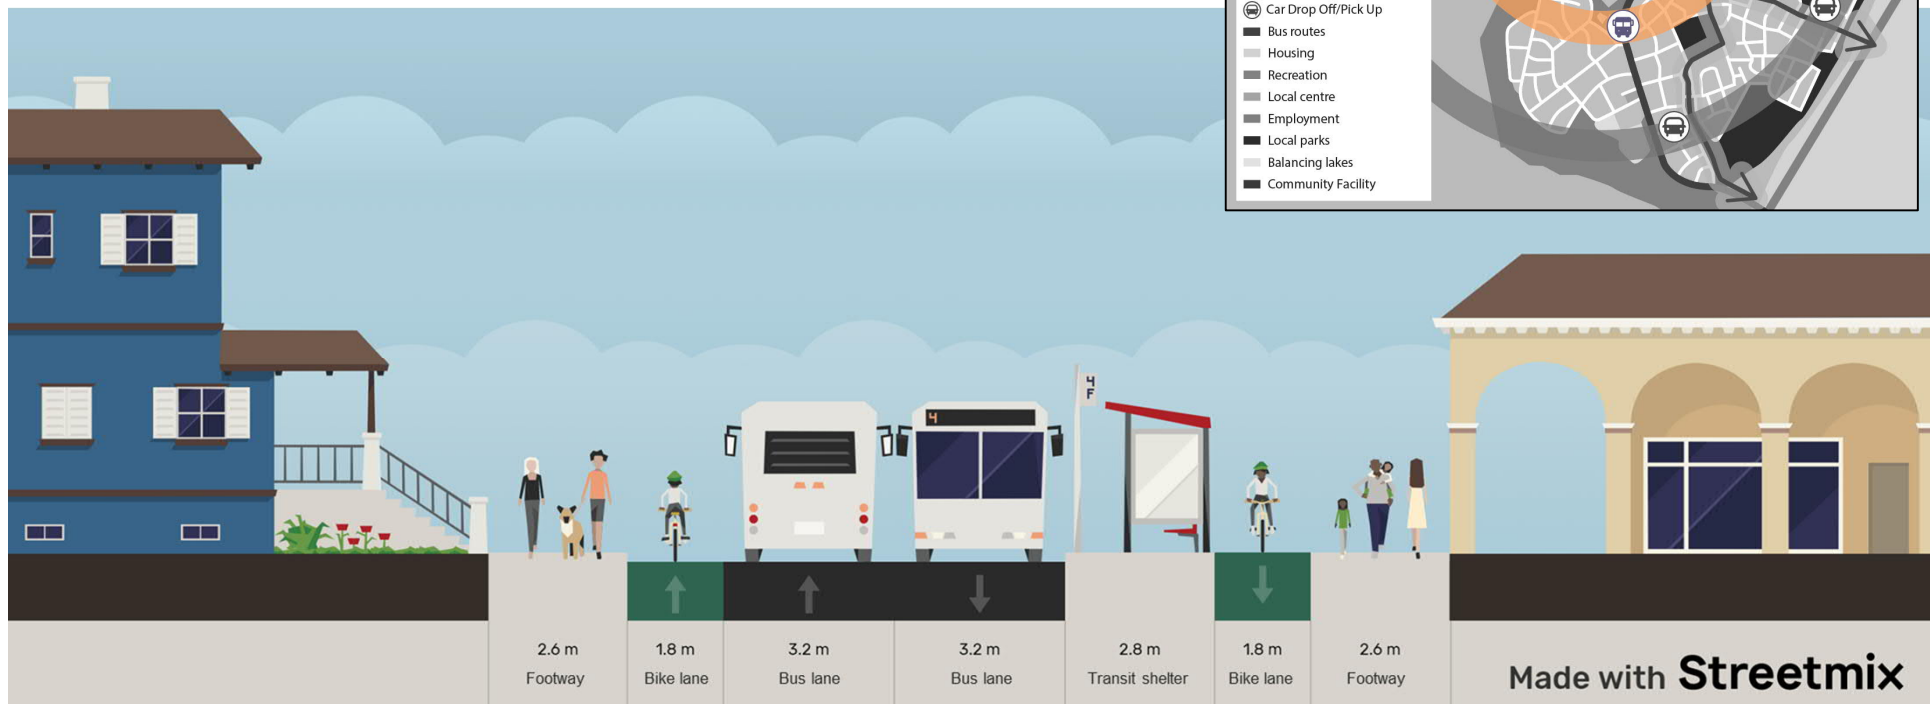 Car Drop Off/Pick Up
Bus routes
Housing
Recreation
Local centre
Employment
Local parks
Balancing lakes
Community Facility
4
F
4
2.6 m
Footway
1.8 m
Bike lane
3.2 m
Bus lane
3.2 m
Bus lane
2.8 m
Transit shelter
1.8 m
Bike lane
2.6 m
Footway
Made with Streetmix